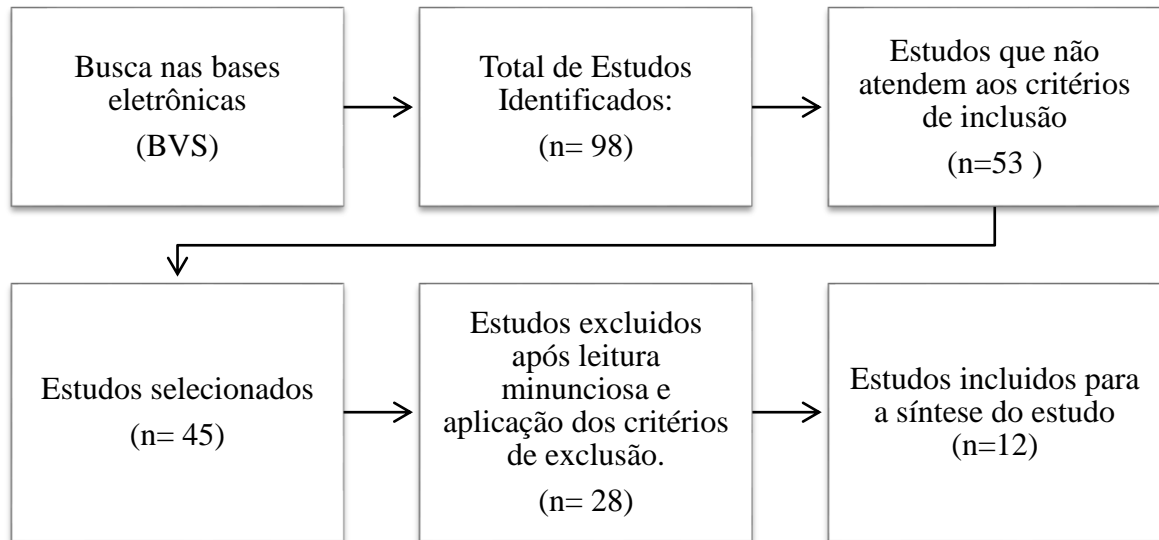 Busca nas bases
eletrônicas
(BVS)
Total de Estudos
Identificados:
(n= 98)
Estudos que não
atendem aos critérios
de inclusão
(n=53 )
Estudos selecionados
(n= 45)
Estudos excluidos
após leitura
minunciosa e
aplicação dos critérios
de exclusão.
(n= 28)
Estudos incluidos para
a síntese do estudo
(n=12)